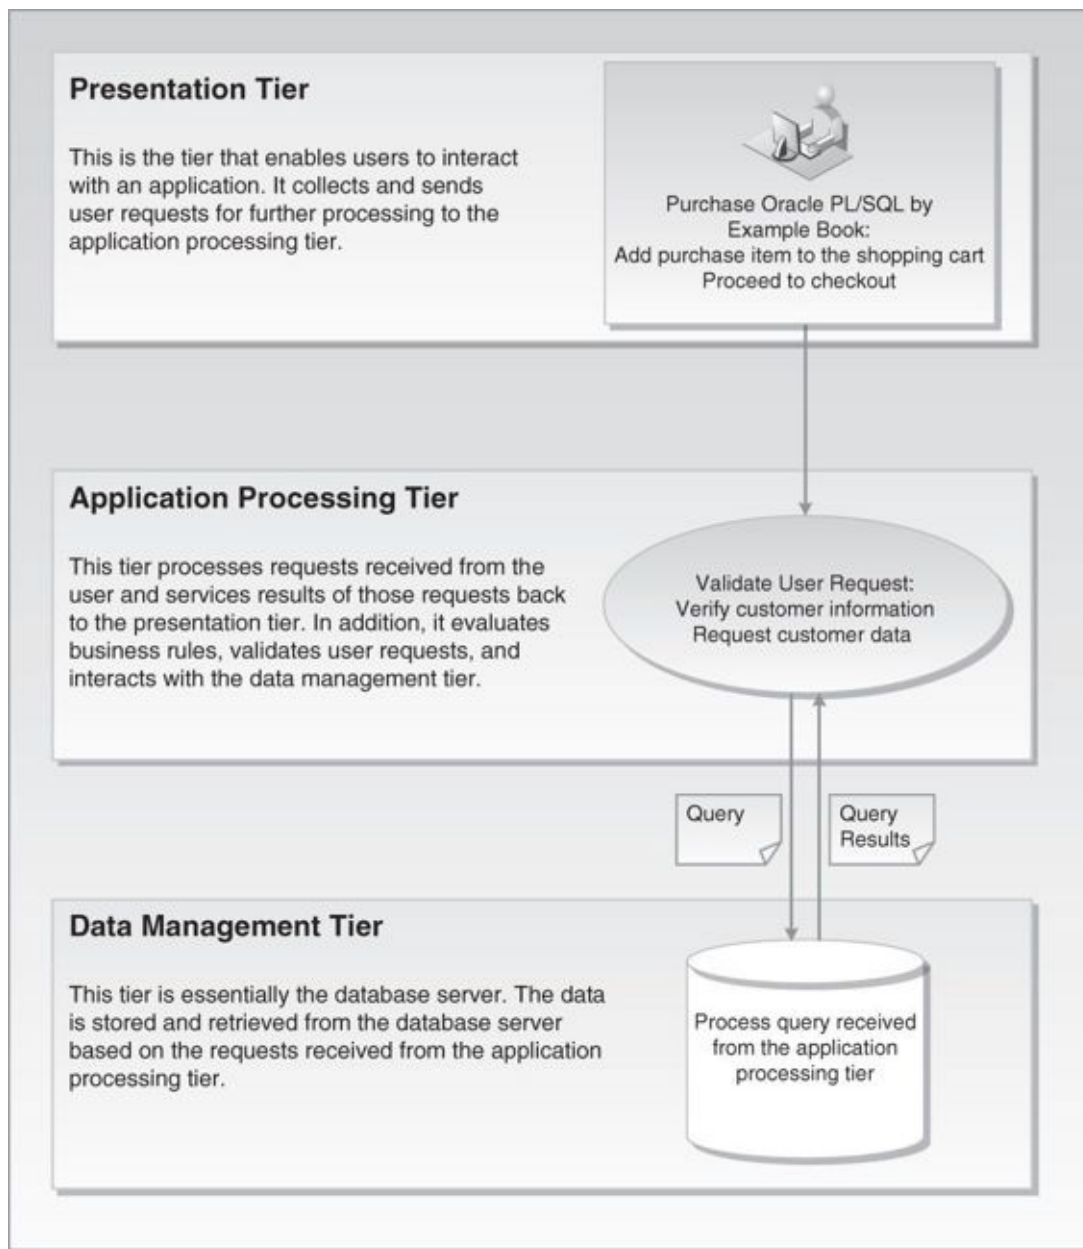 Presentation Tier
This is the tier that enables users to interact
with an application. It collects and sends
user requests for further processing to the
application processing tier.
Purchase Oracle PL/SQL by
Example Book:
Add purchase item to the shopping cart
Proceed to checkout
Application Processing Tier
This tier processes requests received from the
user and services results of those requests back
to the presentation tier. In addition, it evaluates
business rules, validates user requests, and
interacts with the data management tier.
Validate User Request:
Verify customer information
Request customer data
Query
Query
Results
Data Management Tier
This tier is essentially the database server. The data
is stored and retrieved from the database server
based on the requests received from the application
processing tier.
Process query received
from the application
processing tier